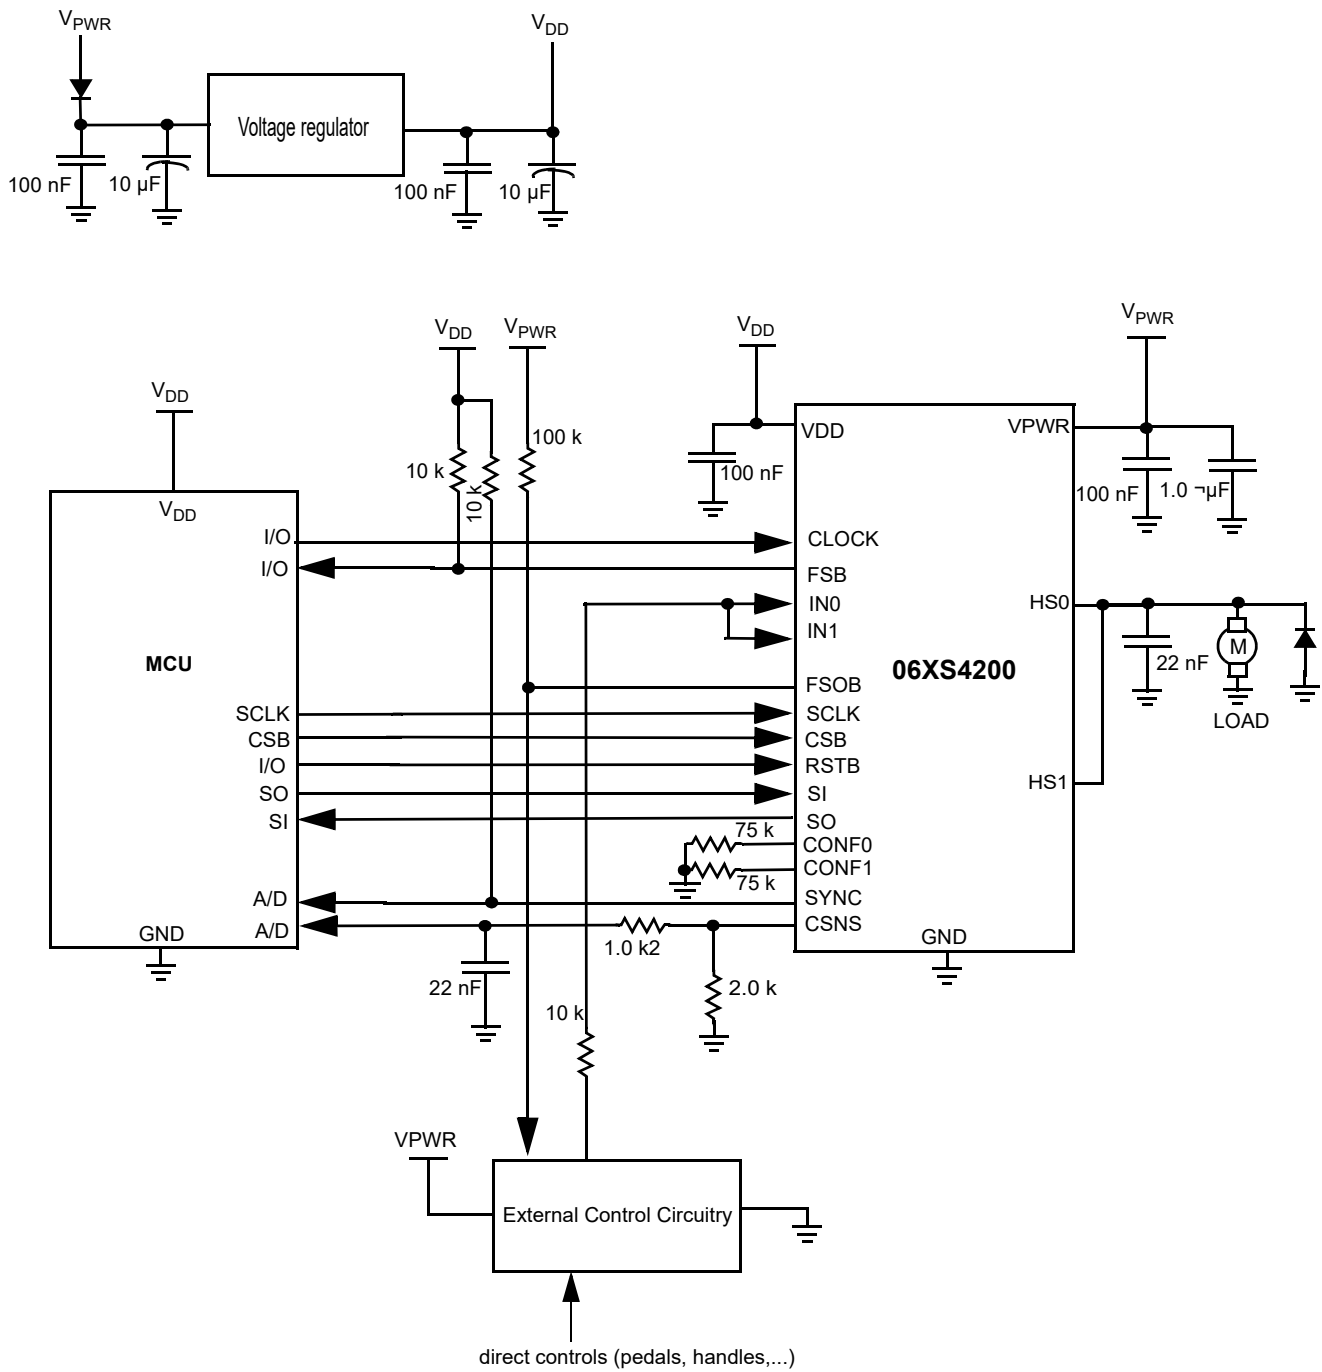 VPWR
VDD
Voltage regulator
100 nF
10 µF
100 nF
10 µF
VDD
VPWR
VDD
VPWR
VDD
100 k
10 k
10 k
VDD
VPWR
100 nF
100 nF
1.0 ¬µF
VDD
I/O
CLOCK
I/O
FSB
IN0
HS0
IN1
MCU
06XS4200
22 nF
M
FSOB
SCLK
SCLK
LOAD
CSB
CSB
I/O
RSTB
HS1
SO
SI
SI
SO
75 k
CONF0
CONF1
75 k
A/D
SYNC
A/D
CSNS
GND
GND
1.0 k2
22 nF
2.0 k
10 k
VPWR
External Control Circuitry
direct controls (pedals, handles,...)